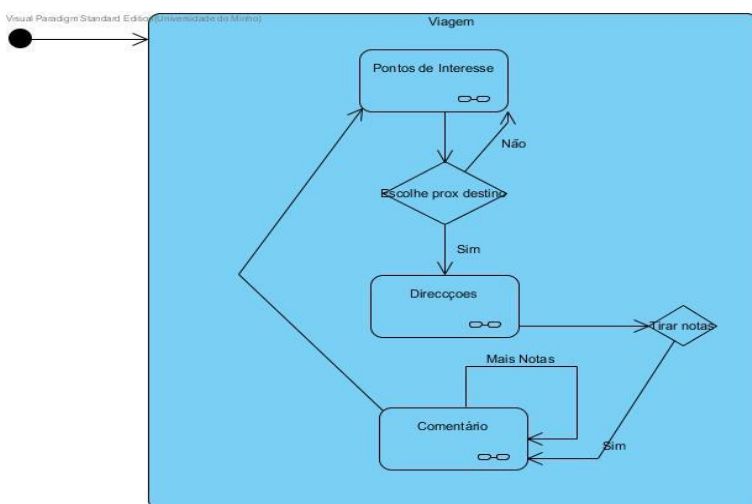 Visual Paradigm Standard Edition(Universidade do Minho)
Viagem
Pontos de Interesse
Não
Escolhe prox destino
Sim
Direccçoes
Tirar notas
Mais Notas
Comentário
Sim